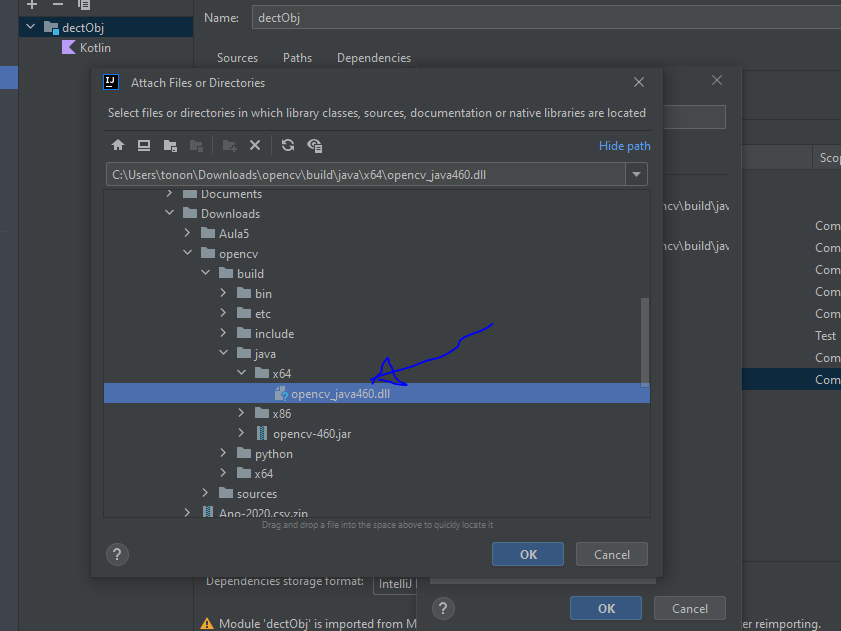 dectObj
Kotlin
Name:
dectObj
Sources
Paths
Dependencies
IJ
Attach Files or Directories
Select files or directories in which library classes, sources, documentation or native libraries are located
Hide path
C:\Users\tonon\Downloads\opencv\build\java\x64\opencv_java460.dll
Documents
Downloads
Aula5
opencv
build
bin
etc
include
java
x64
opencv_java460.dll
x86
opencv-460.jar
python
x64
sources
Ano-2020.csv.zip
Drag and drop a file into the space above to quickly locate it
?
OK
Cancel
ncv\build\jav
ncv\build\jav
Scop
Com
Com
Com
Com
Com
Test
Com
Com
Dependencies storage format:
IntelliJ
?
OK
Cancel
Module 'dectObj' is imported from M
er reimporting.